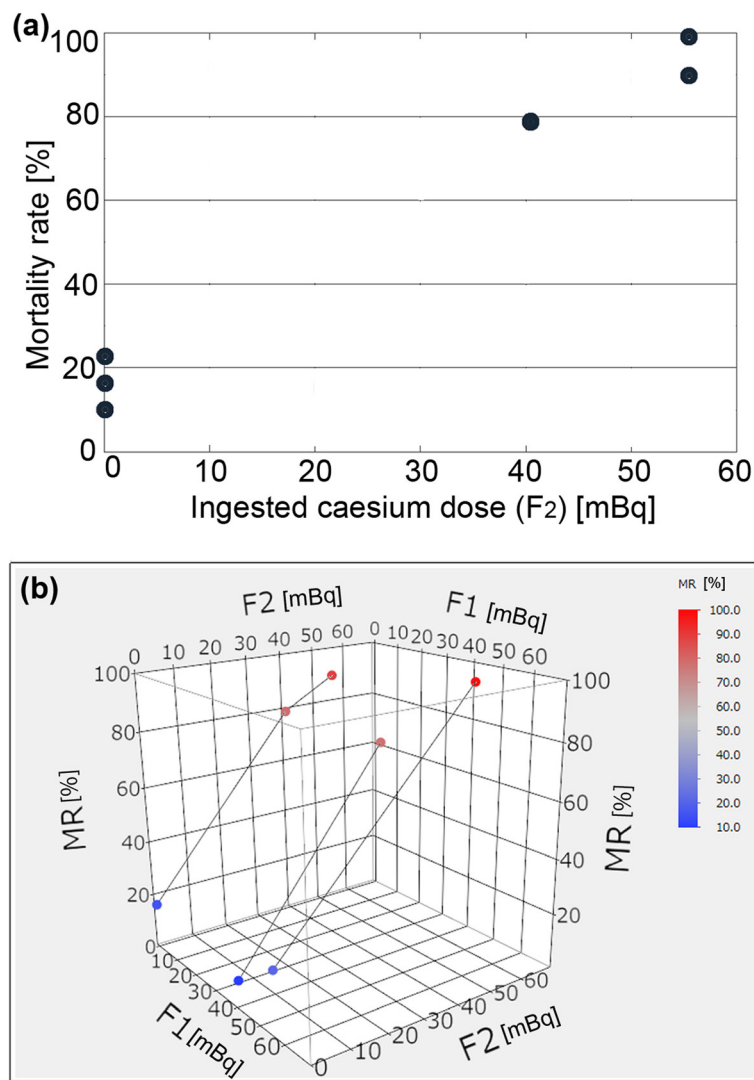 (a)
100
80
60
40
20
0
Mortality rate [%]
0 10 20 30 40 50 60
Ingested caesium dose (F2) [mBq]
(b)
F2 [mBq]
F1 [mBq]
0 10 20 30 40 50 60
0 10 20 30 40 50 60
100
80
60
40
20
0
MR [%]
100
80
60
40
20
MR [%]
10 20 30 40 50 60
F1 [mBq]
0 10 20 30 40 50 60
F2 [mBq]
MR [%]
100.0
90.0
80.0
70.0
60.0
50.0
40.0
30.0
20.0
10.0